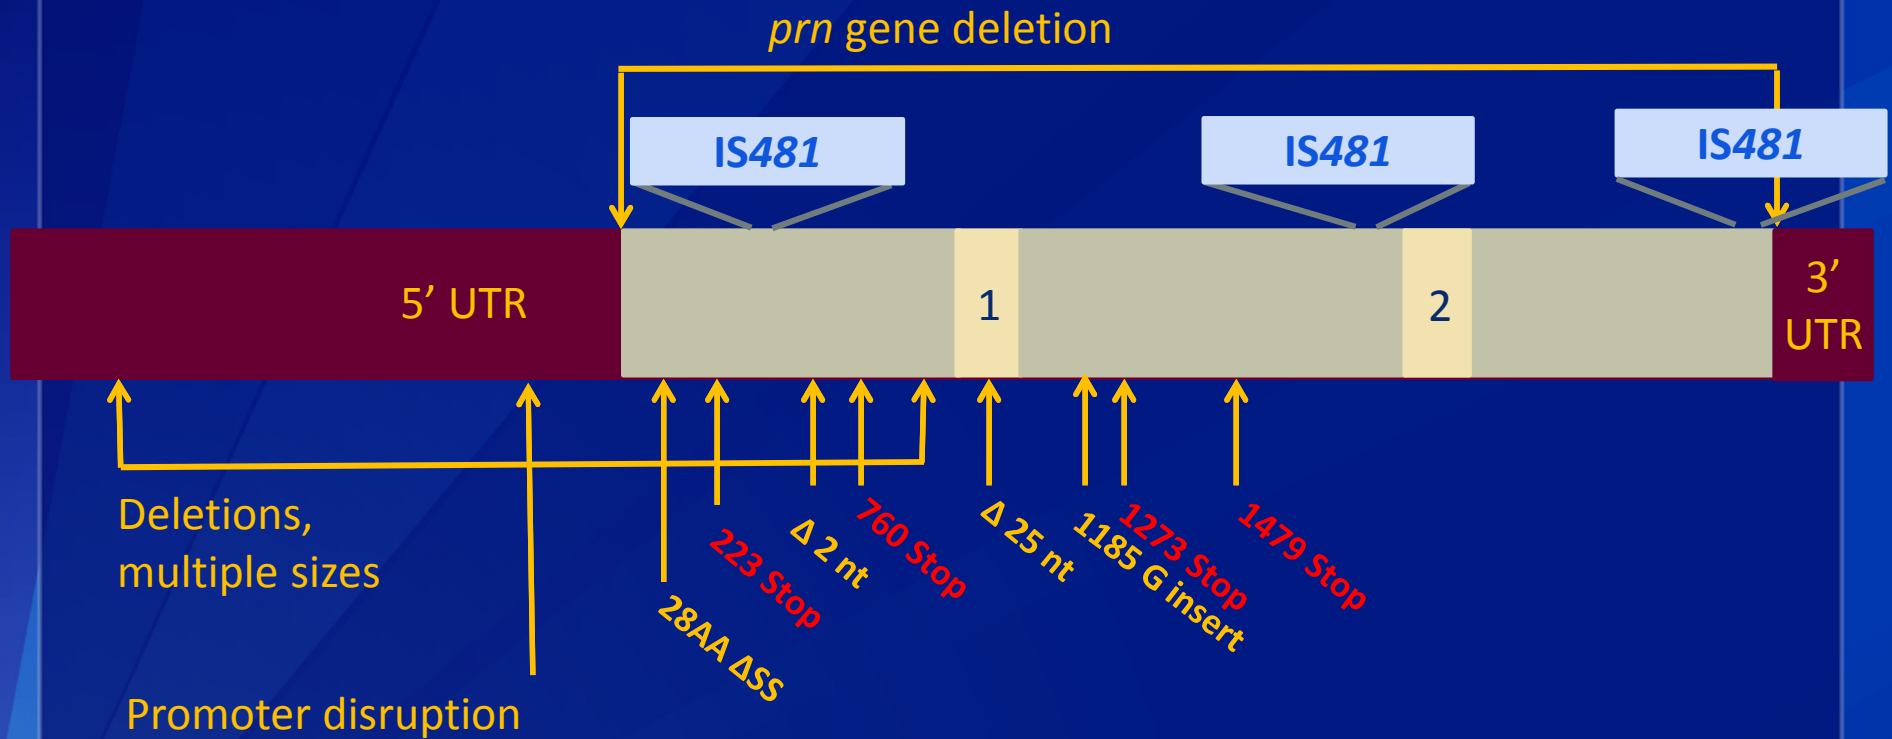 prn gene deletion
IS481
IS481
IS481
5’ UTR
1
2
3’
UTR
Deletions,
multiple sizes
Promoter disruption
28AA ΔSS
223 Stop
Δ 2 nt
760 Stop
Δ 25 nt
1185 G insert
1273 Stop
1479 Stop